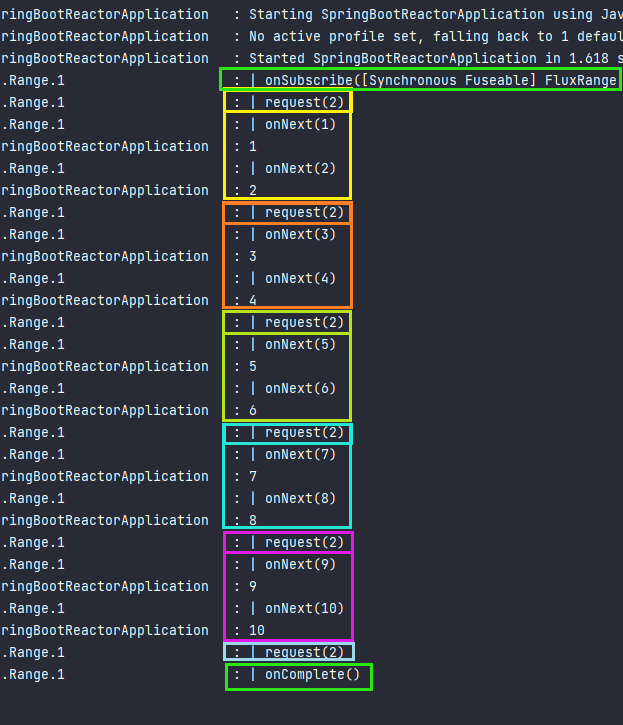 ringBootReactorApplication : Starting SpringBootReactorApplication using Jav
ringBootReactorApplication : No active profile set, falling back to 1 defaul
ringBootReactorApplication : Started SpringBootReactorApplication in 1.618 s
.Range.1 : | onSubscribe([Synchronous Fuseable] FluxRange
.Range.1 : | request(2)
.Range.1 : | onNext(1)
ringBootReactorApplication : 1
.Range.1 : | onNext(2)
ringBootReactorApplication : 2
.Range.1 : | request(2)
.Range.1 : | onNext(3)
ringBootReactorApplication : 3
.Range.1 : | onNext(4)
ringBootReactorApplication : 4
.Range.1 : | request(2)
.Range.1 : | onNext(5)
ringBootReactorApplication : 5
.Range.1 : | onNext(6)
ringBootReactorApplication : 6
.Range.1 : | request(2)
.Range.1 : | onNext(7)
ringBootReactorApplication : 7
.Range.1 : | onNext(8)
ringBootReactorApplication : 8
.Range.1 : | request(2)
.Range.1 : | onNext(9)
ringBootReactorApplication : 9
.Range.1 : | onNext(10)
ringBootReactorApplication : 10
.Range.1 : | request(2)
.Range.1 : | onComplete()